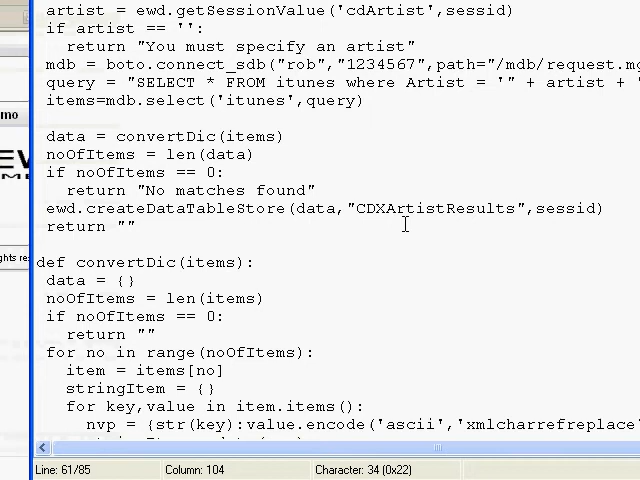 artist = ewd.getSessionValue('cdArtist',sessid)
if artist == '':
return "You must specify an artist"
mdb = boto.connect_sdb("rob","1234567",path="/mdb/request.mg
query = "SELECT * FROM itunes where Artist = '" + artist + '
items=mdb.select('itunes',query)
mo
data = convertDic(items)
noOfItems = len(data)
if noOfItems == 0:
return "No matches found"
ewd.createDataTableStore(data,"CDXArtistResults",sessid)
return ""
ghts res
def convertDic(items):
data = {}
noOfItems = len(items)
if noOfItems == 0:
return ""
for no in range(noOfItems):
item = items[no]
stringItem = {}
for key,value in item.items():
nvp = {str(key):value.encode('ascii','xmlcharrefreplace'
Line: 61/85
Column: 104
Character: 34 (0x22)